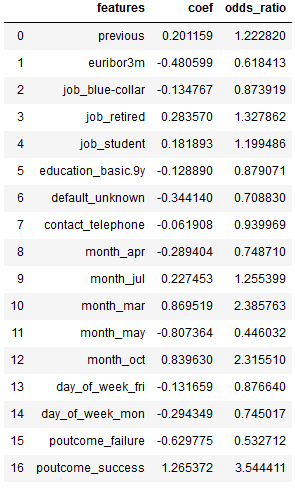 features coef odds_ratio
0 previous 0.201159 1.222820
1 euribor3m -0.480599 0.618413
2 job_blue-collar -0.134767 0.873919
3 job_retired 0.283570 1.327862
4 job_student 0.181893 1.199486
5 education_basic.9y -0.128890 0.879071
6 default_unknown -0.344140 0.708830
7 contact_telephone -0.061908 0.939969
8 month_apr -0.289404 0.748710
9 month_jul 0.227453 1.255399
10 month_mar 0.869519 2.385763
11 month_may -0.807364 0.446032
12 month_oct 0.839630 2.315510
13 day_of_week_fri -0.131659 0.876640
14 day_of_week_mon -0.294349 0.745017
15 poutcome_failure -0.629775 0.532712
16 poutcome_success 1.265372 3.544411